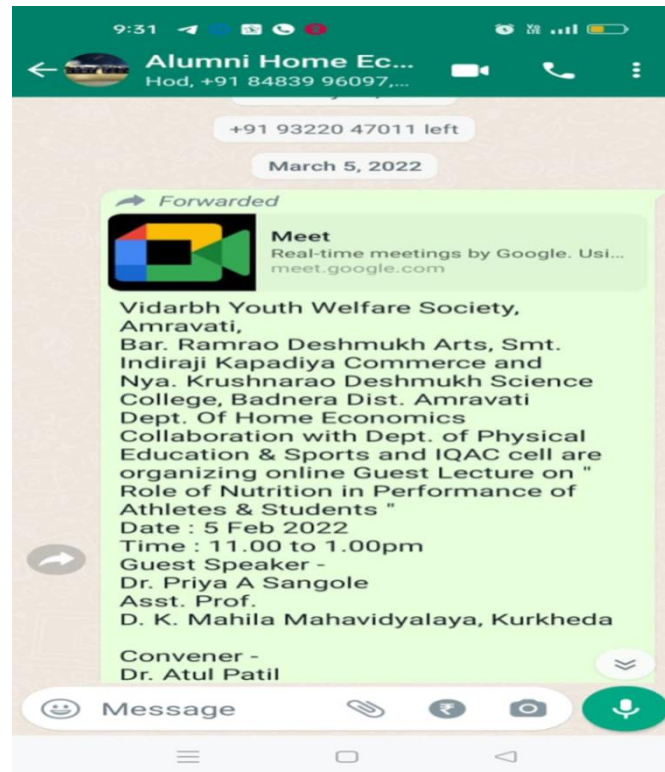 9:31
Alumni Home Ec...
Hod, +91 84839 96097,...
+91 93220 47011 left
March 5, 2022
Forwarded
Meet
Real-time meetings by Google. Usi...
meet.google.com
Vidarbh Youth Welfare Society,
Amravati,
Bar. Ramrao Deshmukh Arts, Smt.
Indiraji Kapadiya Commerce and
Nya. Krushnarao Deshmukh Science
College, Badnera Dist. Amravati
Dept. Of Home Economics
Collaboration with Dept. of Physical
Education & Sports and IQAC cell are
organizing online Guest Lecture on "
Role of Nutrition in Performance of
Athletes & Students "
Date : 5 Feb 2022
Time : 11.00 to 1.00pm
Guest Speaker -
Dr. Priya A Sangole
Asst. Prof.
D. K. Mahila Mahavidyalaya, Kurkheda
Convener -
Dr. Atul Patil
Message